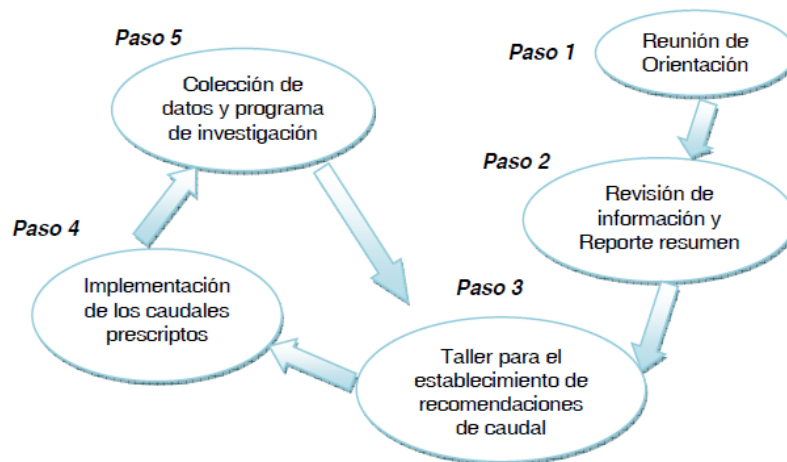 Paso 1
Reunión de
Orientación
Paso 2
Revisión de
información y
Reporte resumen
Paso 3
Taller para el
establecimiento de
recomendaciones
de caudal
Paso 4
Implementación
de los caudales
prescriptos
Paso 5
Colección de
datos y programa
de investigación